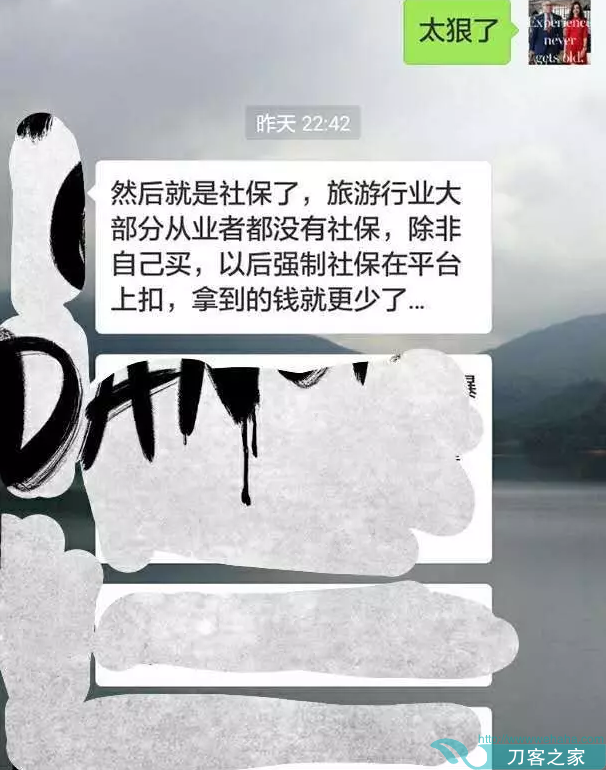 太狠了
Experience
never
gets old.
昨天 22:42
然后就是社保了，旅游行业大
部分从业者都没有社保，除非
自己买，以后强制社保在平台
上扣，拿到的钱就更少了...
DAN
刀客之家